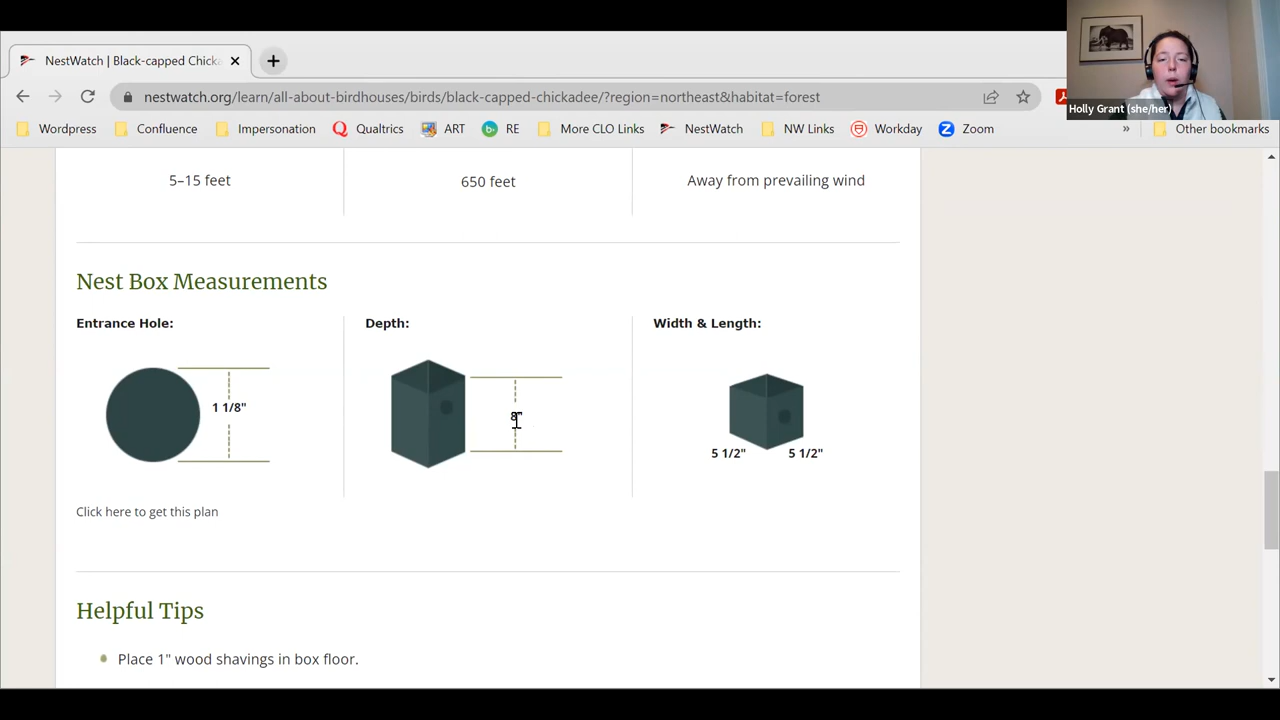 NestWatch | Black-capped Chicka
nestwatch.org/learn/all-about-birdhouses/birds/black-capped-chickadee/?region=northeast&habitat=forest
Holly Grant (she/her)
Wordpress Confluence Impersonation Qualtrics ART RE More CLO Links NestWatch NW Links Workday Zoom » Other bookmarks
5–15 feet 650 feet Away from prevailing wind
Nest Box Measurements
Entrance Hole: Depth: Width & Length:
1 1/8" 8"
5 1/2" 5 1/2"
Click here to get this plan
Helpful Tips
Place 1" wood shavings in box floor.